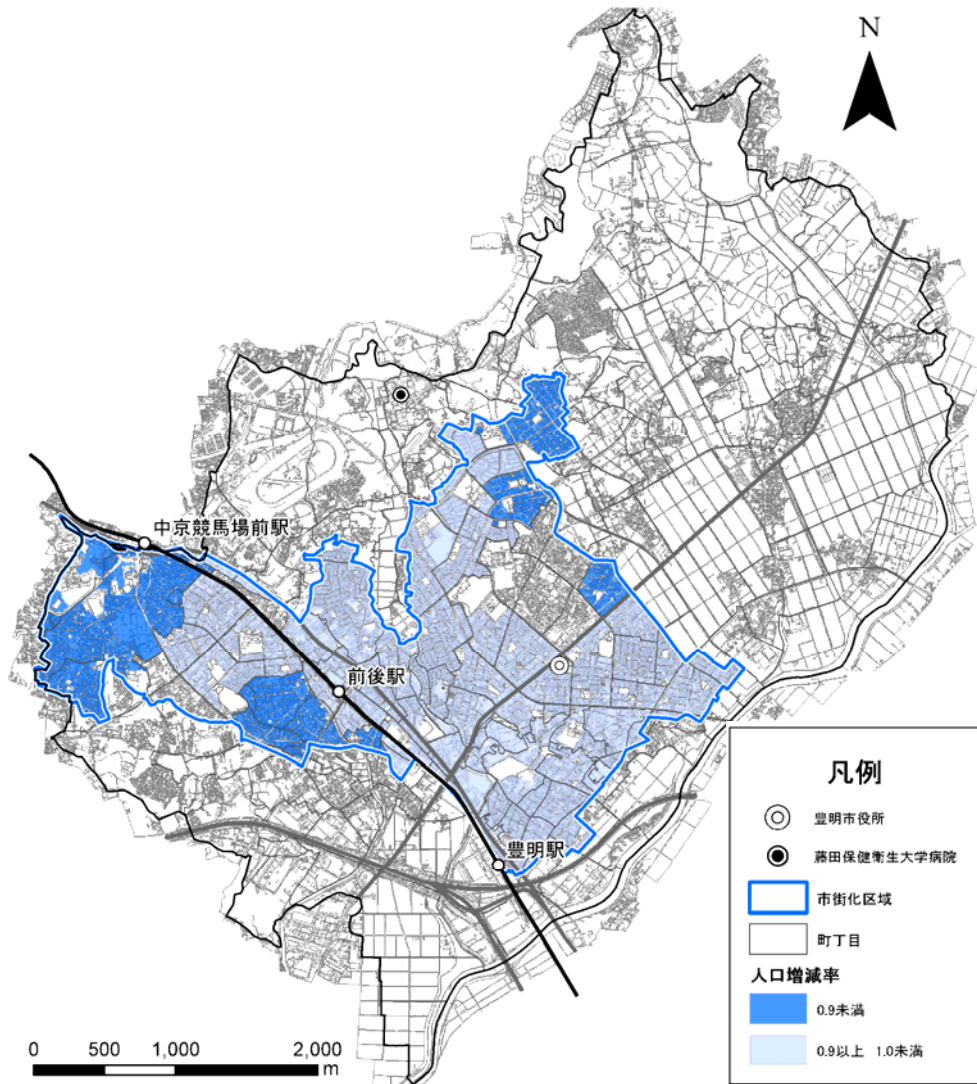 N
中京競馬場前駅
前後駅
豊明駅
凡例
豊明市役所
藤田保健衛生大学病院
市街化区域
町丁目
人口増減率
0.9未満
0.9以上 1.0未満
0 500 1,000 2,000
m